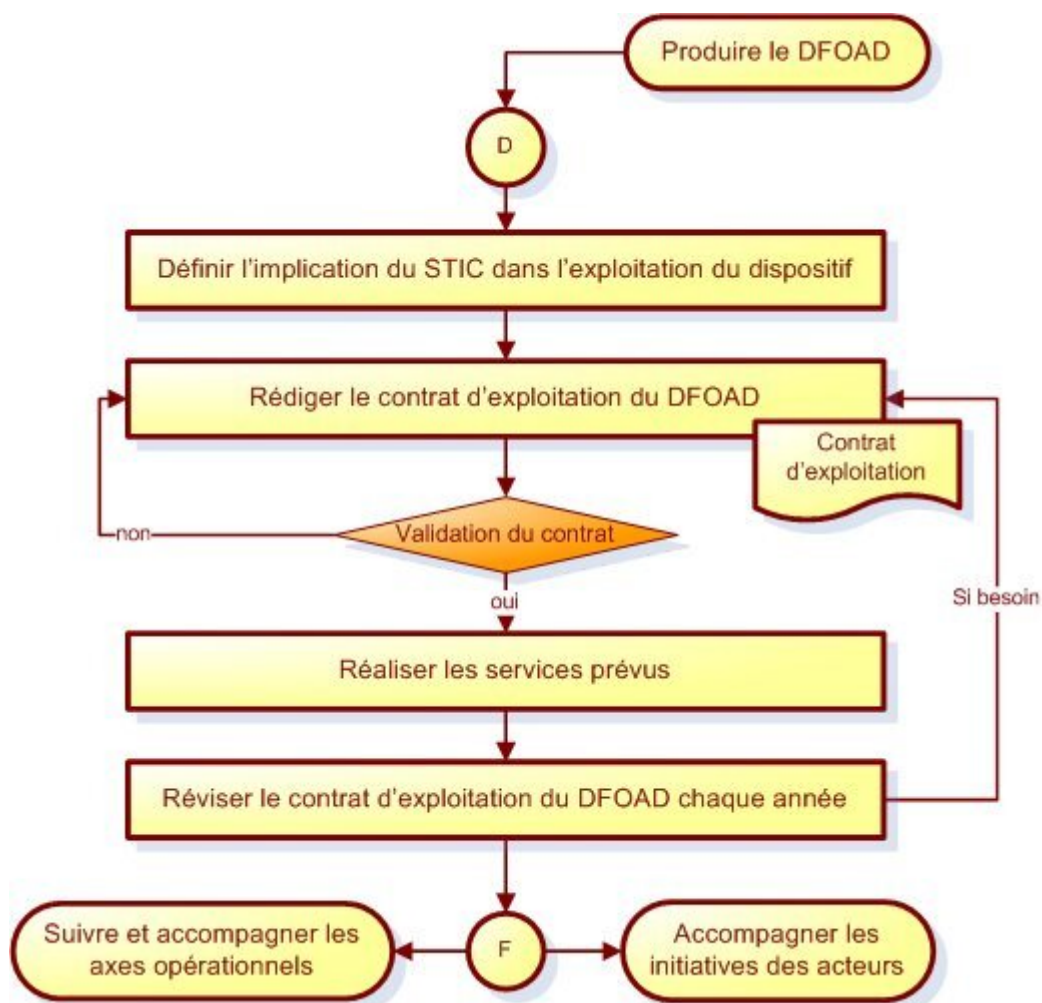 Produire le DFOAD
D
Définir l'implication du STIC dans l'exploitation du dispositif
Rédiger le contrat d'exploitation du DFOAD
Contrat
d'exploitation
Validation du contrat
non
oui
Si besoin
Réaliser les services prévus
Réviser le contrat d'exploitation du DFOAD chaque année
Suivre et accompagner les
axes opérationnels
F
Accompagner les
initiatives des acteurs